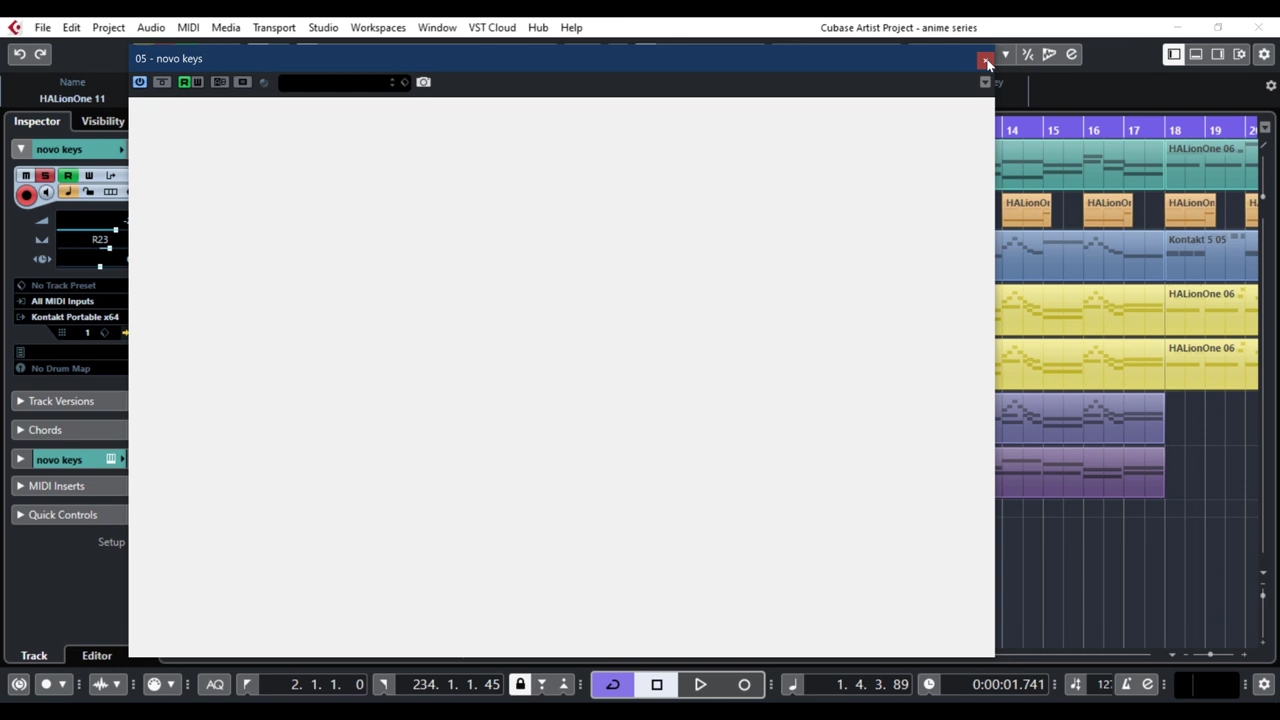 File Edit Project Audio MIDI Media Transport Studio Workspaces Window VST Cloud Hub Help Cubase Artist Project - anime series
05 - novo keys
Name
HALionOne 11
R W
Inspector Visibility
14 15 16 17 18 19
novo keys
HALionOne 06
M S R W
HALionOr HALionOr HALionOn
R23
Kontakt 5 05
No Track Preset
All MIDI Inputs
HALionOne 06
Kontakt Portable x64
1
HALionOne 06
No Drum Map
Track Versions
Chords
novo keys
MIDI Inserts
Quick Controls
Setup
Track Editor
AQ 2. 1. 1. 0 234. 1. 1. 45 1. 4. 3. 89 0:00:01.741